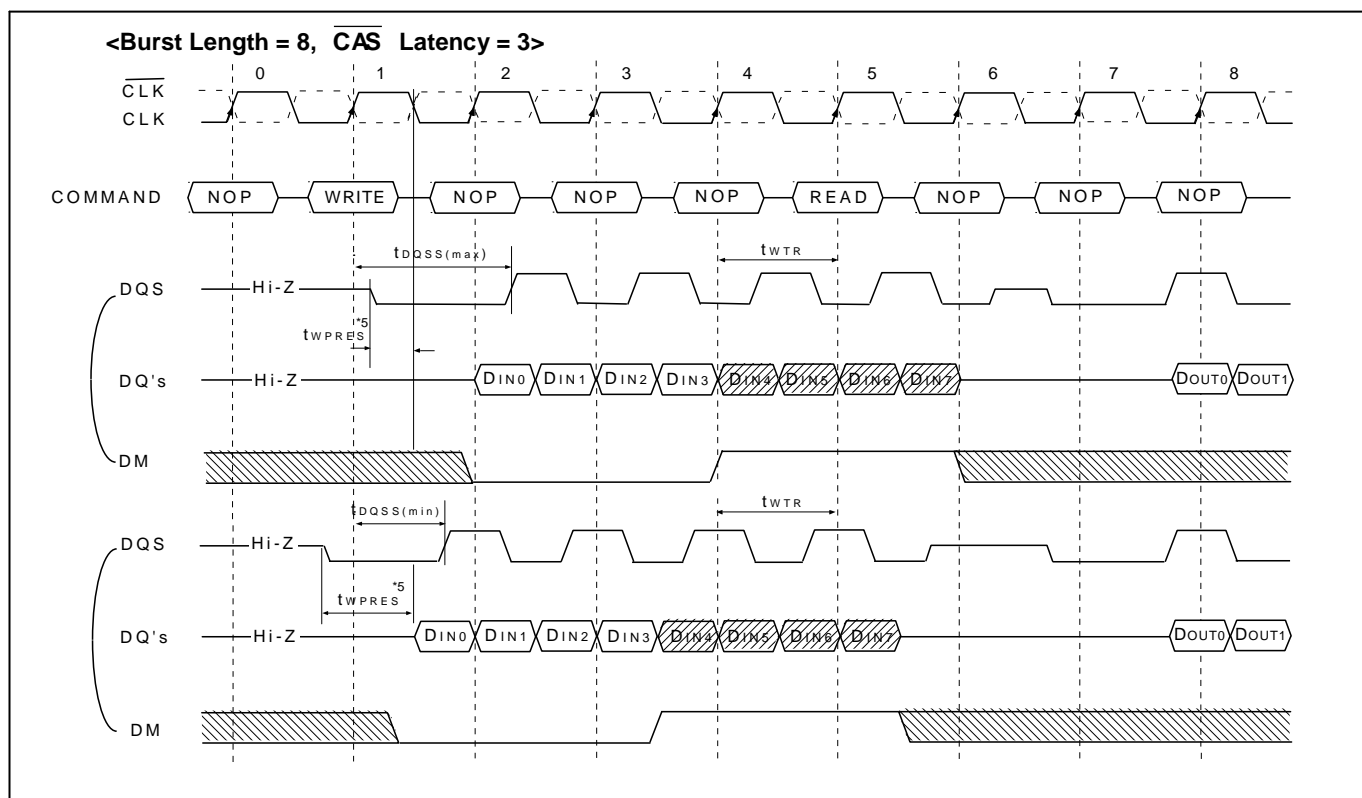 <Burst Length = 8, CAS Latency = 3>
0 1 2 3 4 5 6 7 8
CLK
CLK
COMMAND NOP WRITE NOP NOP NOP READ NOP NOP NOP
tDQSS(max) tWTR
DQS Hi-Z
tWPRES*5
DQ's Hi-Z DIN0 DIN1 DIN2 DIN3 DIN4 DIN5 DIN6 DIN7 DOUT0 DOUT1
DM
tDQSS(min) tWTR
DQS Hi-Z
tWPRES*5
DQ's Hi-Z DIN0 DIN1 DIN2 DIN3 DIN4 DIN5 DIN6 DIN7 DOUT0 DOUT1
DM